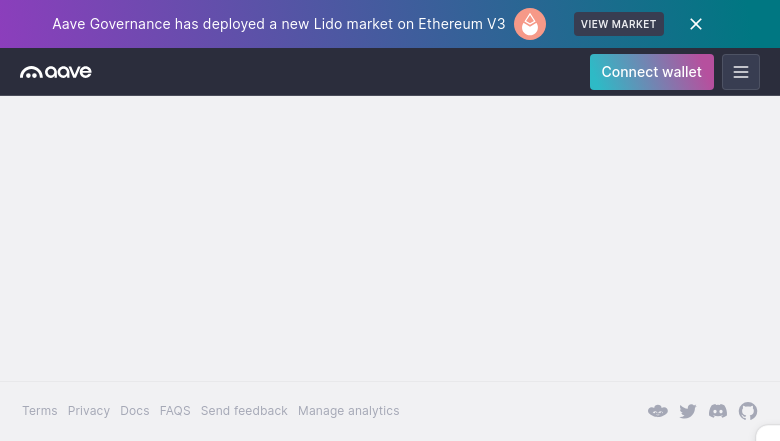 Aave Governance has deployed a new Lido market on Ethereum V3
VIEW MARKET
aave
Connect wallet
Terms Privacy Docs FAQS Send feedback Manage analytics